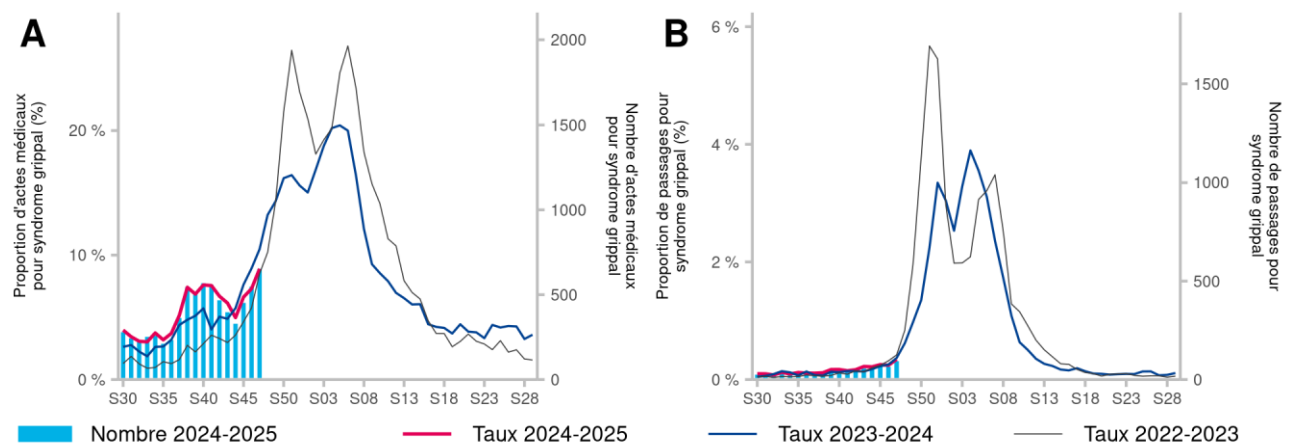 A
Proportion d'actes médicaux
pour syndrome grippal (%)
20 %
10 %
0 %
2000
1500
1000
500
0
Nombre d'actes médicaux
pour syndrome grippal
S30 S35 S40 S45 S50 S03 S08 S13 S18 S23 S28
B
Proportion de passages pour
syndrome grippal (%)
6 %
4 %
2 %
0 %
1500
1000
500
0
Nombre de passages pour
syndrome grippal
S30 S35 S40 S45 S50 S03 S08 S13 S18 S23 S28
Nombre 2024-2025 Taux 2024-2025 Taux 2023-2024 Taux 2022-2023